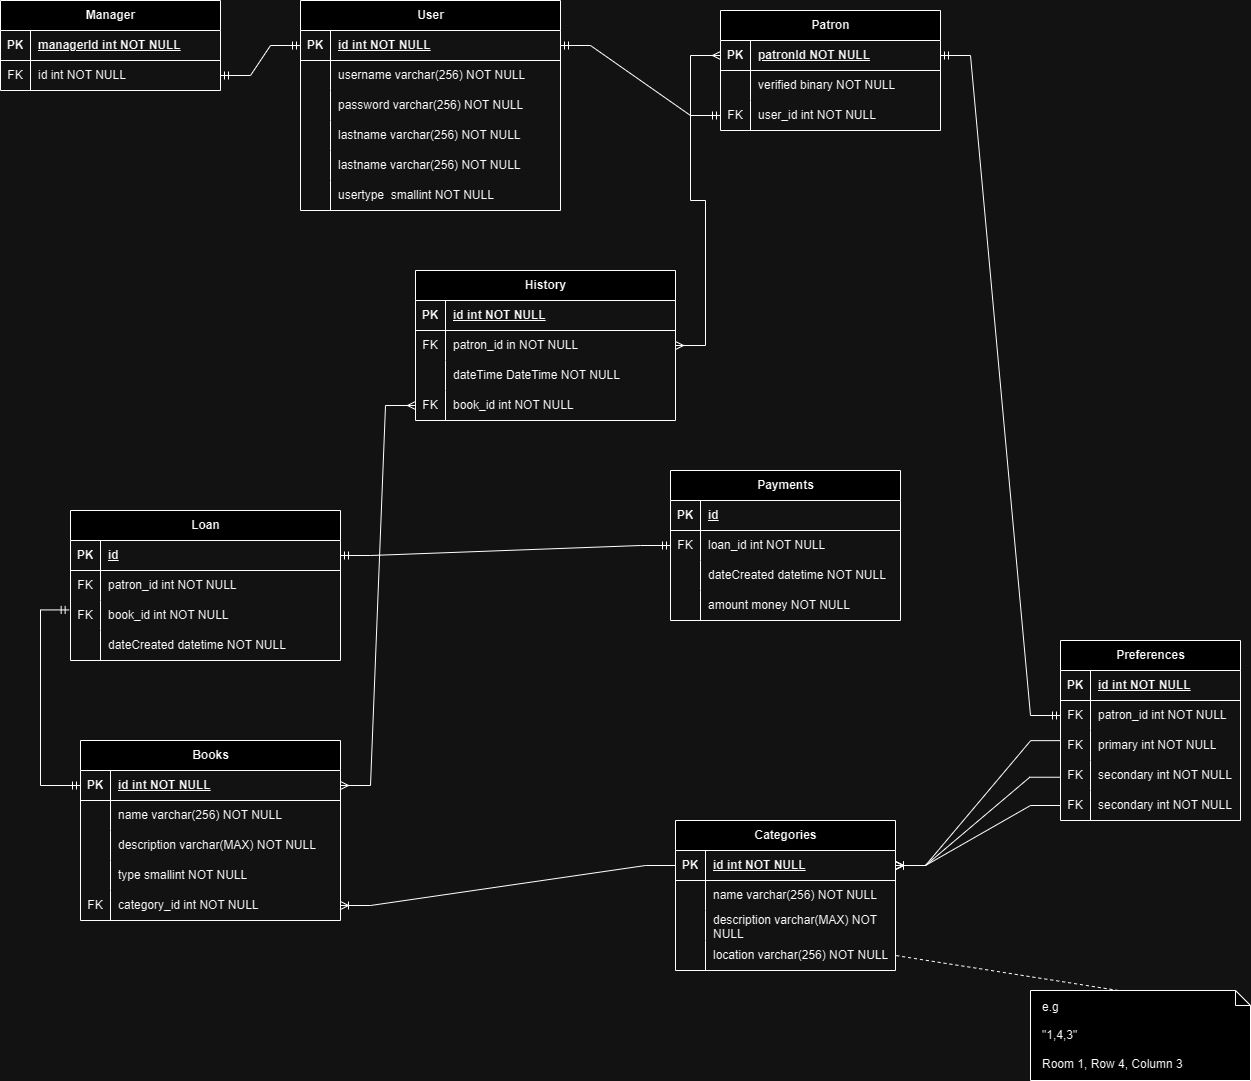 Manager
PK managerId int NOT NULL
FK id int NOT NULL
User
PK id int NOT NULL
username varchar(256) NOT NULL
password varchar(256) NOT NULL
lastname varchar(256) NOT NULL
lastname varchar(256) NOT NULL
usertype  smallint NOT NULL
Patron
PK patronId NOT NULL
verified binary NOT NULL
FK user_id int NOT NULL
History
PK id int NOT NULL
FK patron_id in NOT NULL
dateTime DateTime NOT NULL
FK book_id int NOT NULL
Payments
PK id
FK loan_id int NOT NULL
dateCreated datetime NOT NULL
amount money NOT NULL
Loan
PK id
FK patron_id int NOT NULL
FK book_id int NOT NULL
dateCreated datetime NOT NULL
Preferences
PK id int NOT NULL
FK patron_id int NOT NULL
FK primary int NOT NULL
FK secondary int NOT NULL
FK secondary int NOT NULL
Books
PK id int NOT NULL
name varchar(256) NOT NULL
description varchar(MAX) NOT NULL
type smallint NOT NULL
FK category_id int NOT NULL
Categories
PK id int NOT NULL
name varchar(256) NOT NULL
description varchar(MAX) NOT
NULL
location varchar(256) NOT NULL
e.g
"1,4,3"
Room 1, Row 4, Column 3